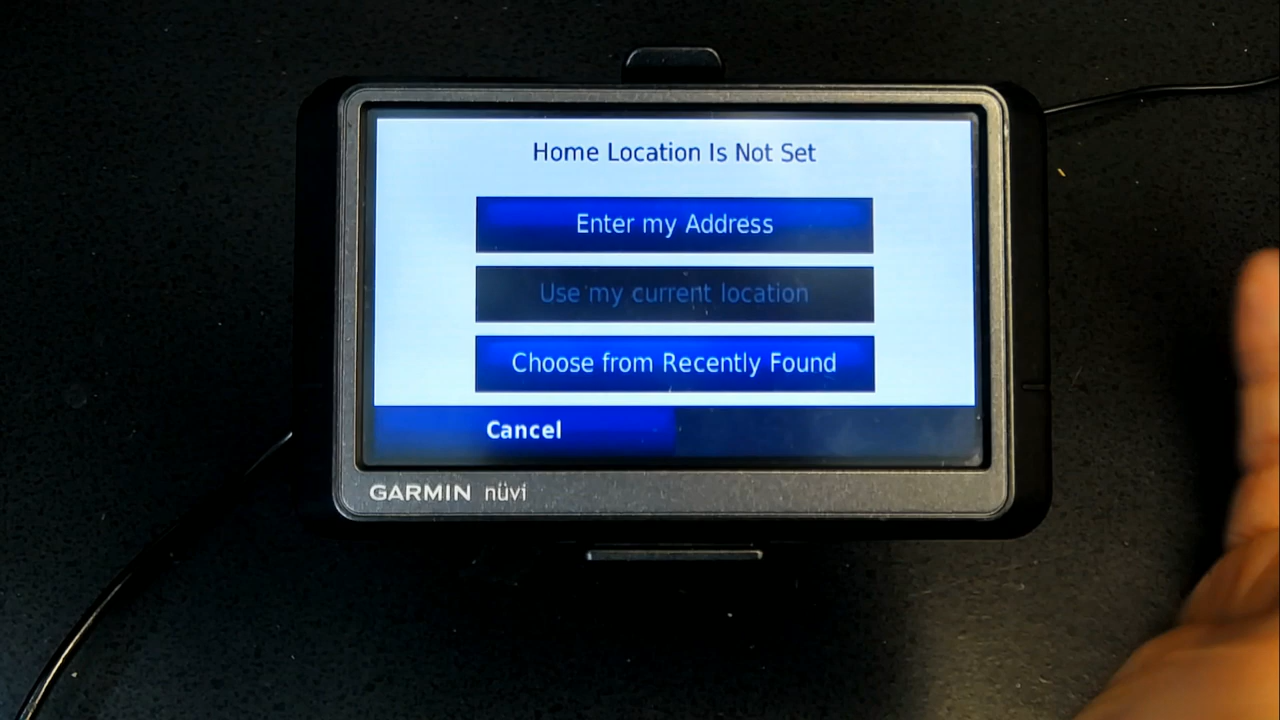 Home Location Is Not Set
Enter my Address
Use my current location
Choose from Recently Found
Cancel
GARMIN nüvi